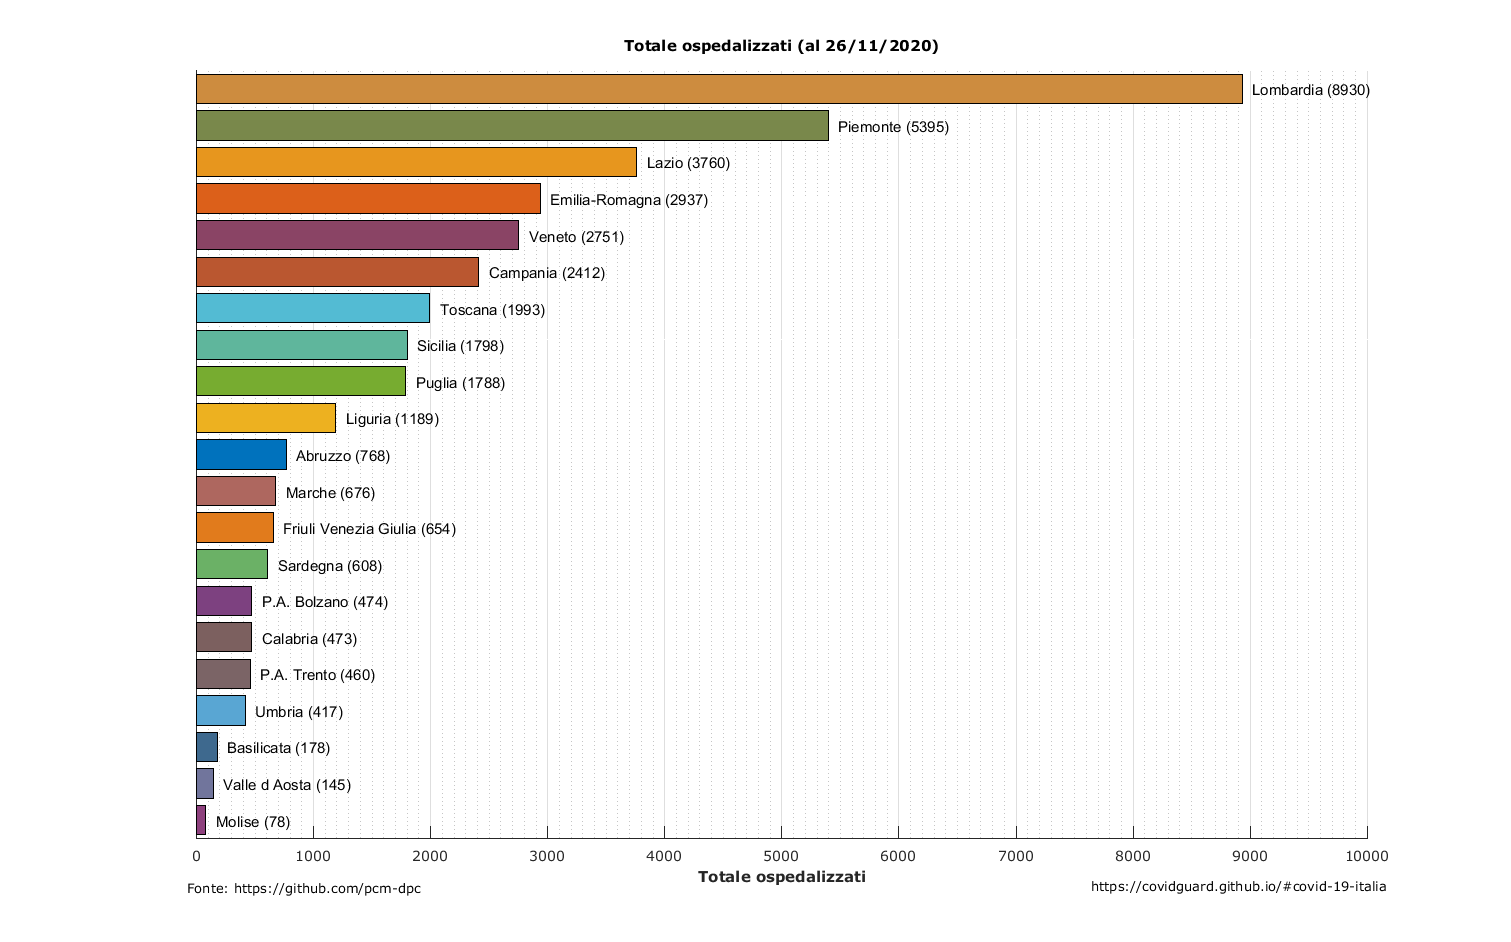 Totale ospedalizzati (al 26/11/2020)
Lombardia (8930)
Piemonte (5395)
Lazio (3760)
Emilia-Romagna (2937)
Veneto (2751)
Campania (2412)
Toscana (1993)
Sicilia (1798)
Puglia (1788)
Liguria (1189)
Abruzzo (768)
Marche (676)
Friuli Venezia Giulia (654)
Sardegna (608)
P.A. Bolzano (474)
Calabria (473)
P.A. Trento (460)
Umbria (417)
Basilicata (178)
Valle d Aosta (145)
Molise (78)
0 1000 2000 3000 4000 5000 6000 7000 8000 9000 10000
Totale ospedalizzati
Fonte: https://github.com/pcm-dpc
https://covidguard.github.io/#covid-19-italia